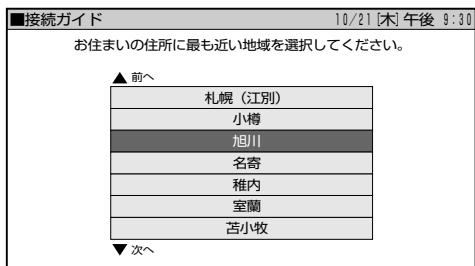 ■接続ガイド 10/21[木]午後 9:30
お住まいの住所に最も近い地域を選択してください。
▲ 前へ
札幌（江別）
小樽
旭川
名寄
稚内
室蘭
苫小牧
▼ 次へ